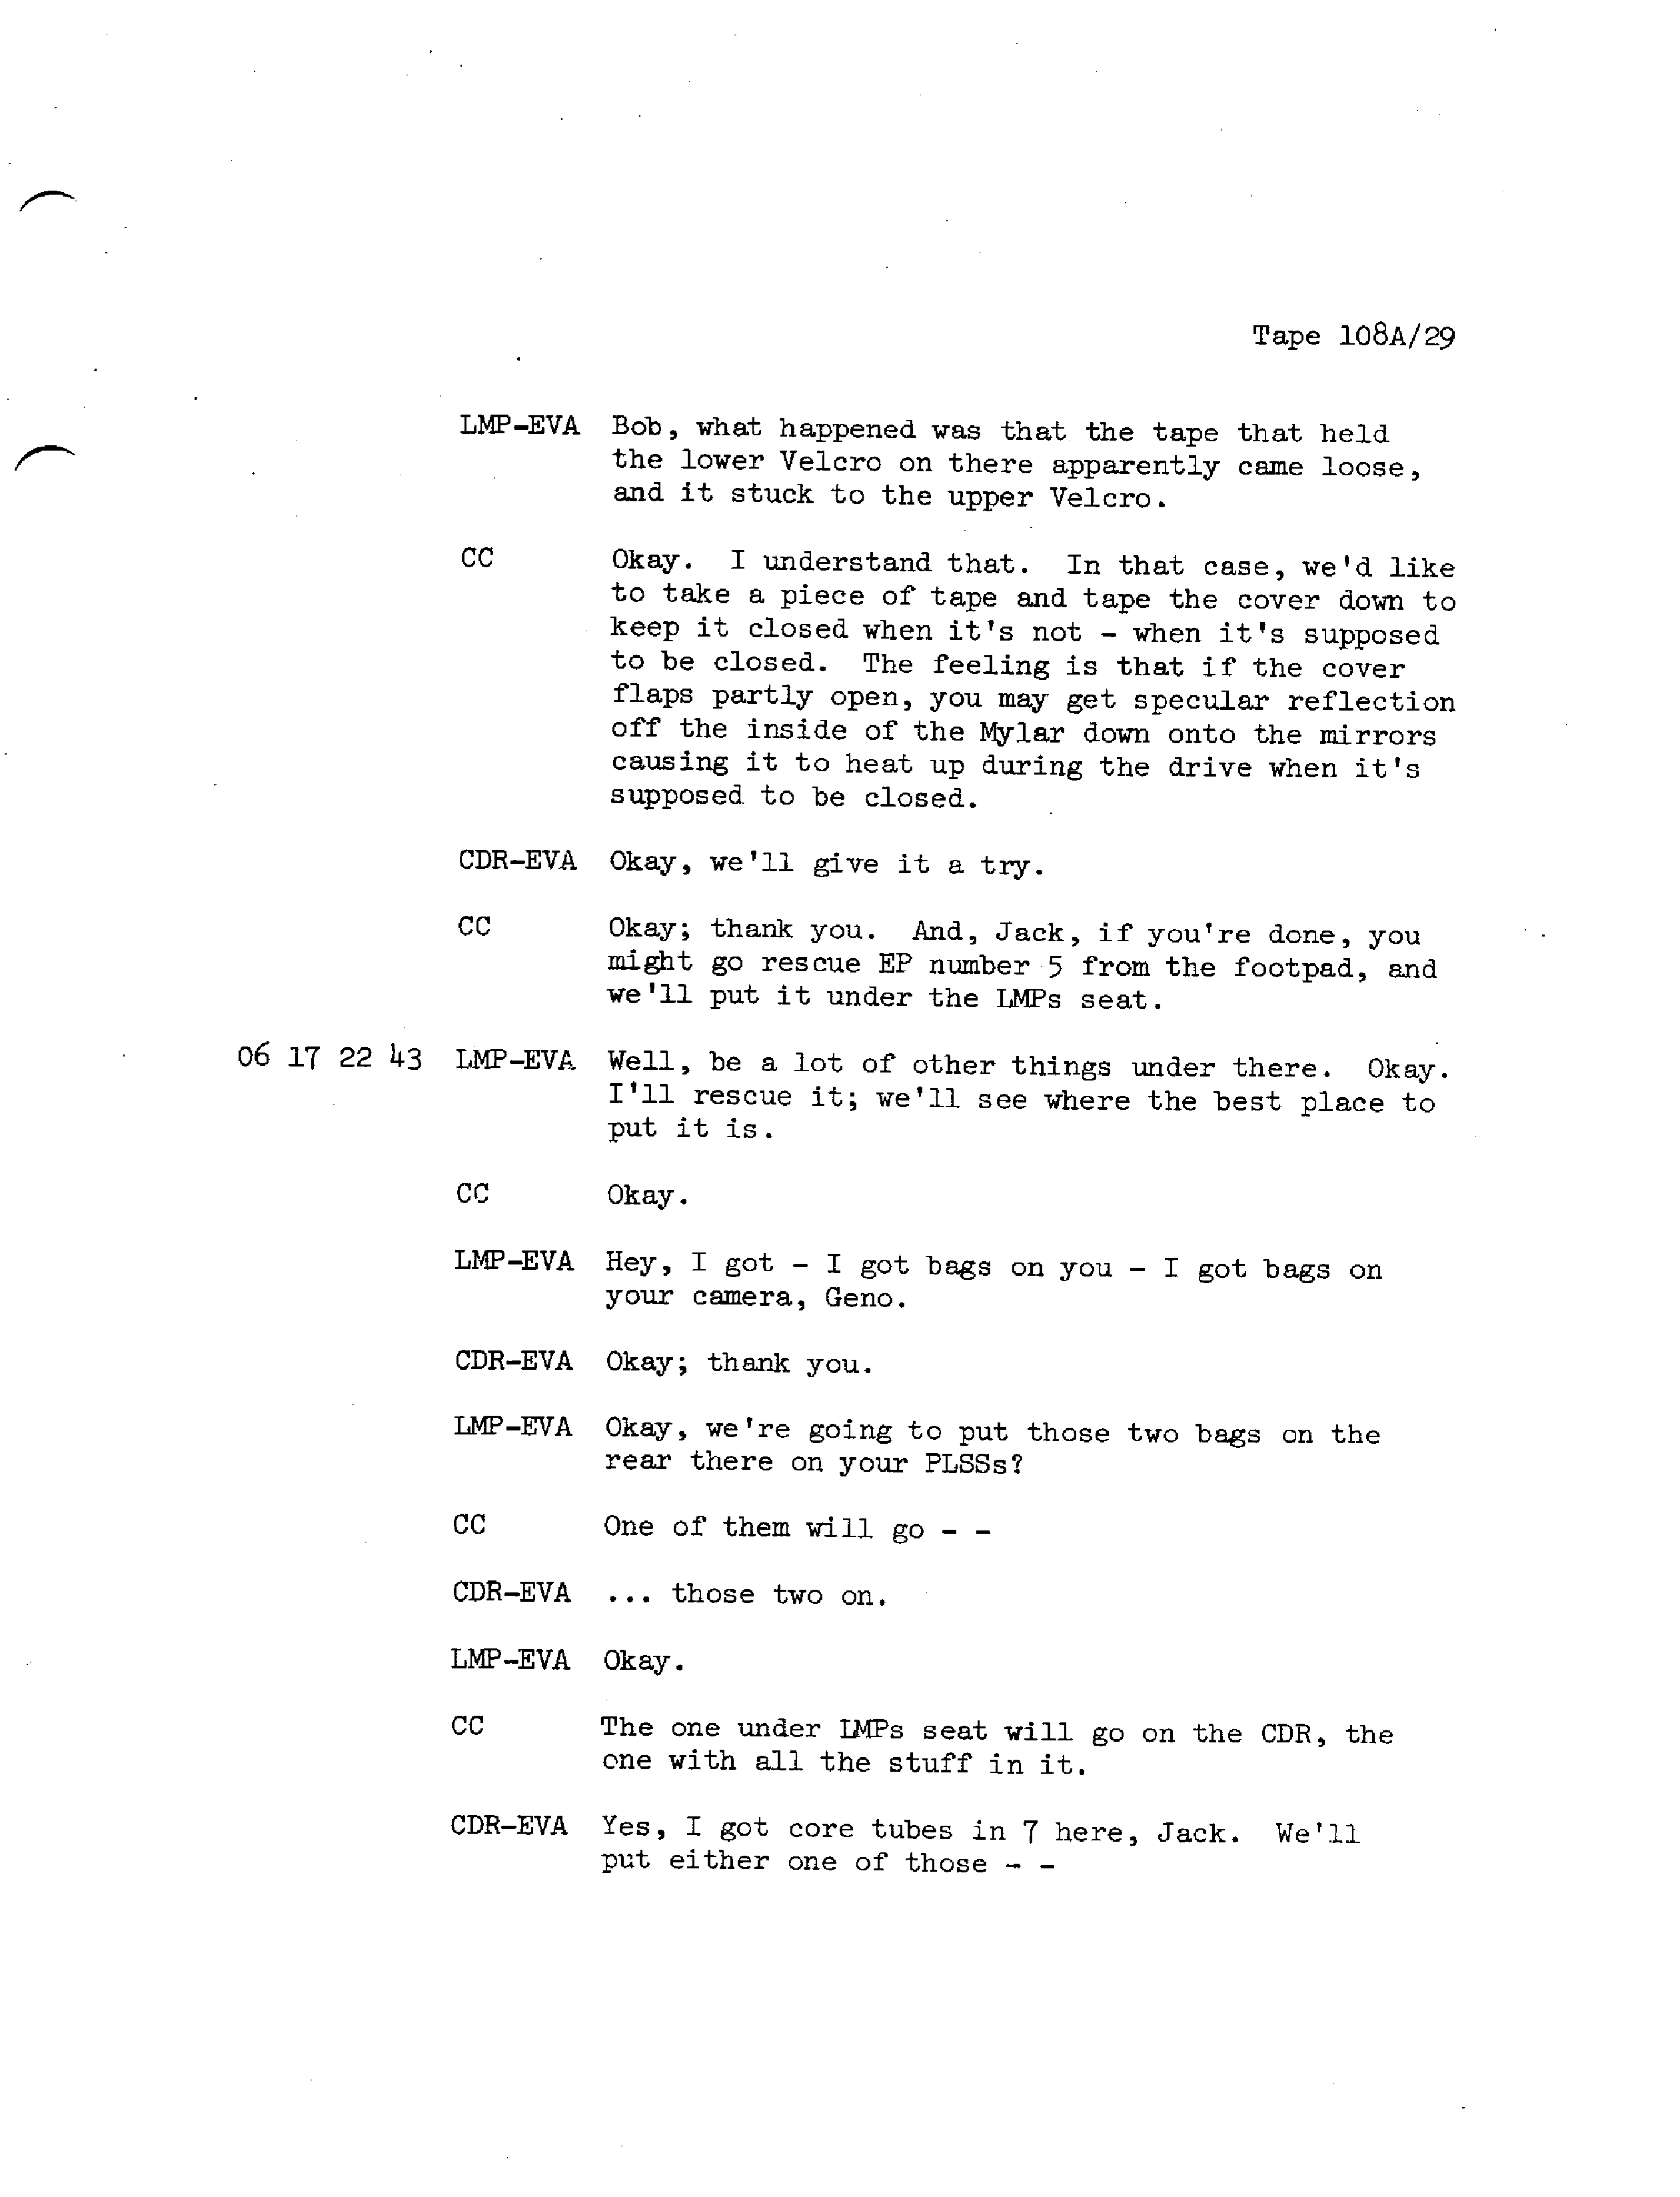 Tape 108A/29
LMP-EVA Bob, what happened was that the tape that held
the lower Velcro on there apparently came loose,
and it stuck to the upper Velcro.
CC Okay. I understand that. In that case, we'd like
to take a piece of tape and tape the cover down to
keep it closed when it's not - when it's supposed
to be closed. The feeling is that if the cover
flaps partly open, you may get specular reflection
off the inside of the Mylar down onto the mirrors
causing it to heat up during the drive when it's
supposed to be closed.
CDR-EVA Okay, we'll give it a try.
CC Okay; thank you. And, Jack, if you're done, you
might go rescue EP number 5 from the footpad, and
we'll put it under the LMPs seat.
06 17 22 43 LMP-EVA Well, be a lot of other things under there. Okay.
I'll rescue it; we'll see where the best place to
put it is.
CC Okay.
LMP-EVA Hey, I got - I got bags on you - I got bags on
your camera, Geno.
CDR-EVA Okay; thank you.
LMP-EVA Okay, we're going to put those two bags on the
rear there on your PLSSs?
CC One of them will go - -
CDR-EVA ... those two on.
LMP-EVA Okay.
CC The one under LMPs seat will go on the CDR, the
one with all the stuff in it.
CDR-EVA Yes, I got core tubes in 7 here, Jack. We'll
put either one of those - -